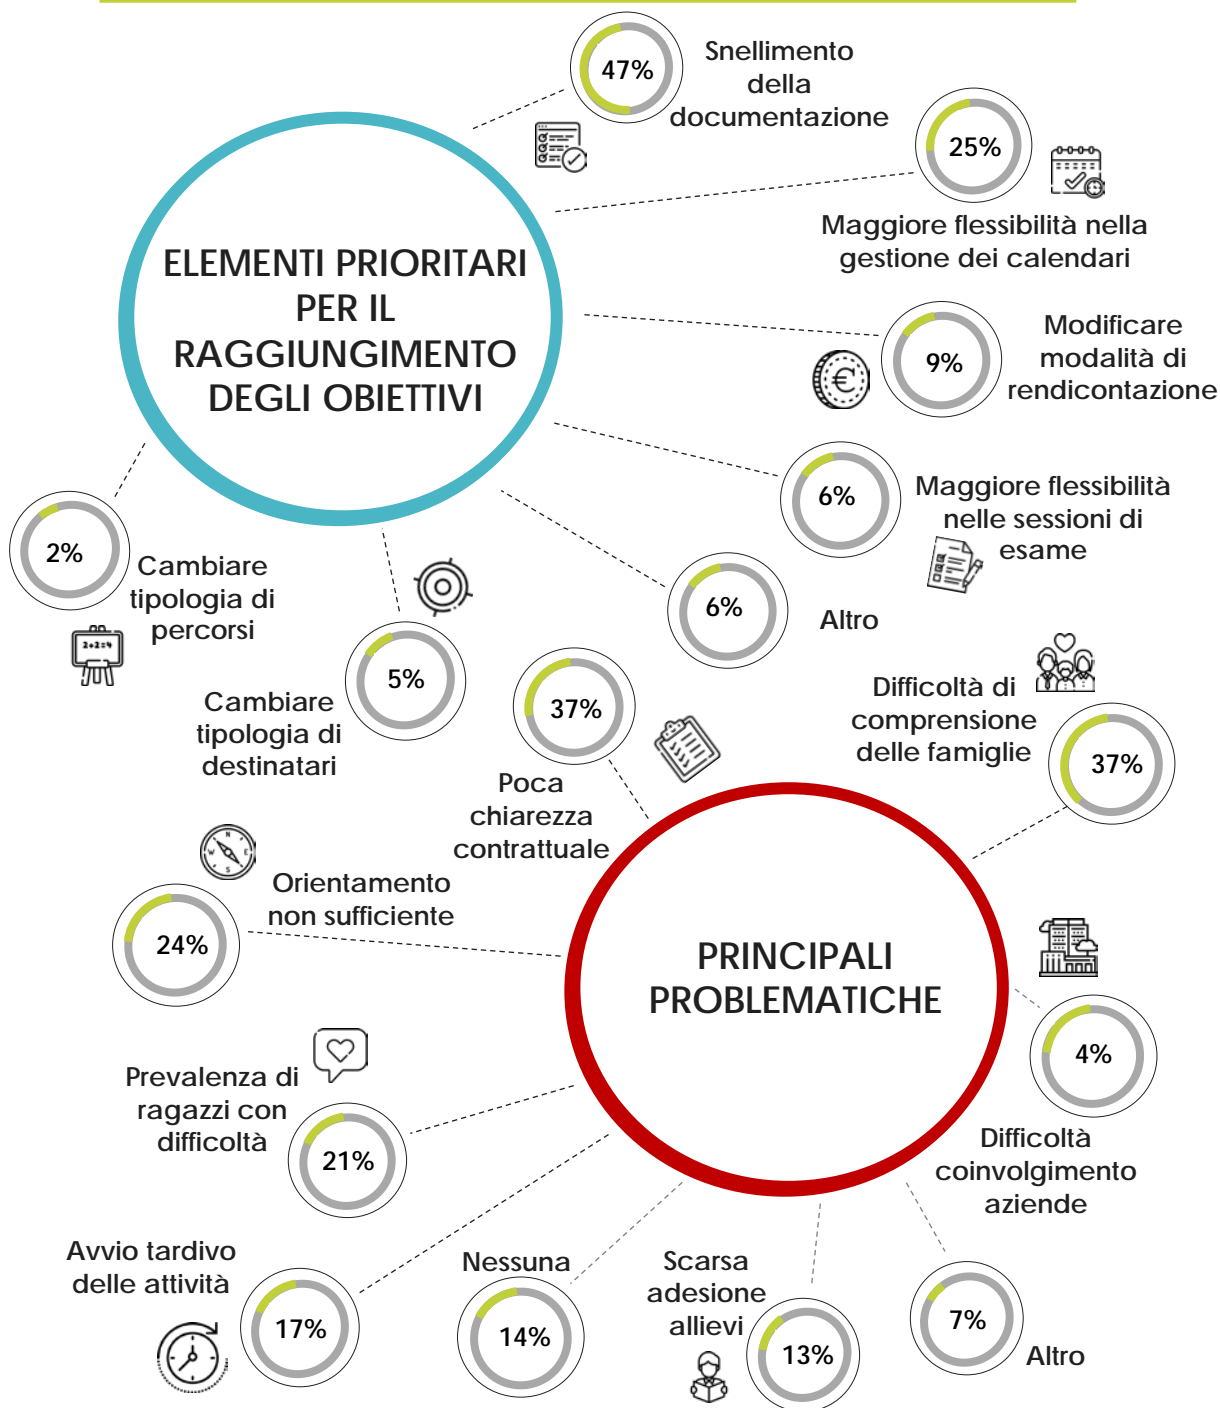 47%
Snellimento
della
documentazione
25%
Maggiore flessibilità nella
gestione dei calendari
ELEMENTI PRIORITARI
PER IL
RAGGIUNGIMENTO
DEGLI OBIETTIVI
9%
Modificare
modalità di
rendicontazione
€
6%
Maggiore flessibilità
nelle sessioni di
esame
6%
Altro
2%
Cambiare
tipologia di
percorsi
2+2=4
5%
Cambiare
tipologia di
destinatari
37%
Poca
chiarezza
contrattuale
Difficoltà di
comprensione
delle famiglie
37%
N
W E
S
Orientamento
non sufficiente
24%
PRINCIPALI
PROBLEMATICHE
4%
Difficoltà
coinvolgimento
aziende
Prevalenza di
ragazzi con
difficoltà
21%
Avvio tardivo
delle attività
17%
Nessuna
14%
Scarsa
adesione
allievi
13%
7%
Altro